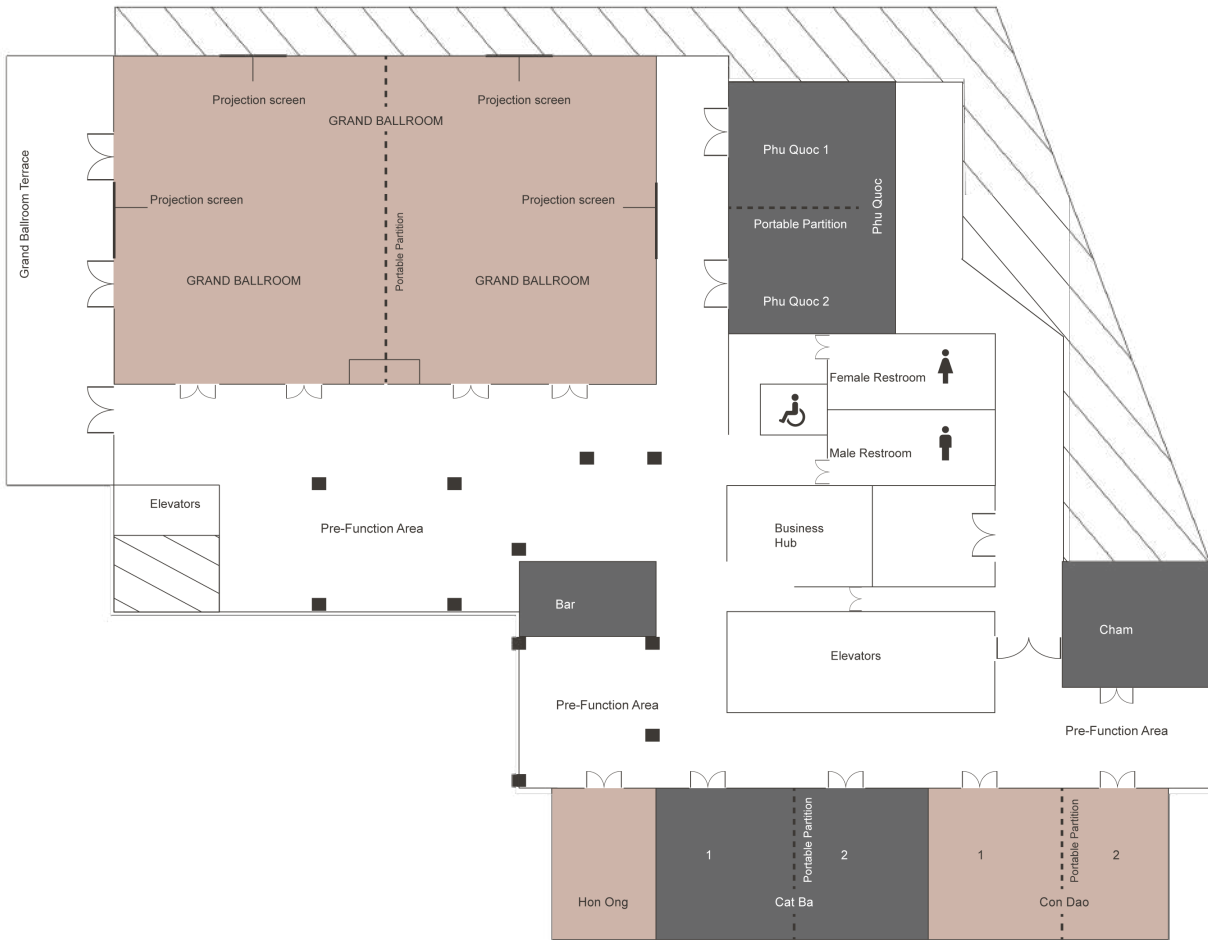 Projection screen
Projection screen
GRAND BALLROOM
Grand Ballroom Terrace
Projection screen
Projection screen
Portable Partition
GRAND BALLROOM
GRAND BALLROOM
Phu Quoc 1
Phu Quoc
Portable Partition
Phu Quoc 2
Female Restroom
Male Restroom
Elevators
Pre-Function Area
Business
Hub
Bar
Cham
Elevators
Pre-Function Area
Pre-Function Area
Portable Partition
Portable Partition
1
2
1
2
Hon Ong
Cat Ba
Con Dao